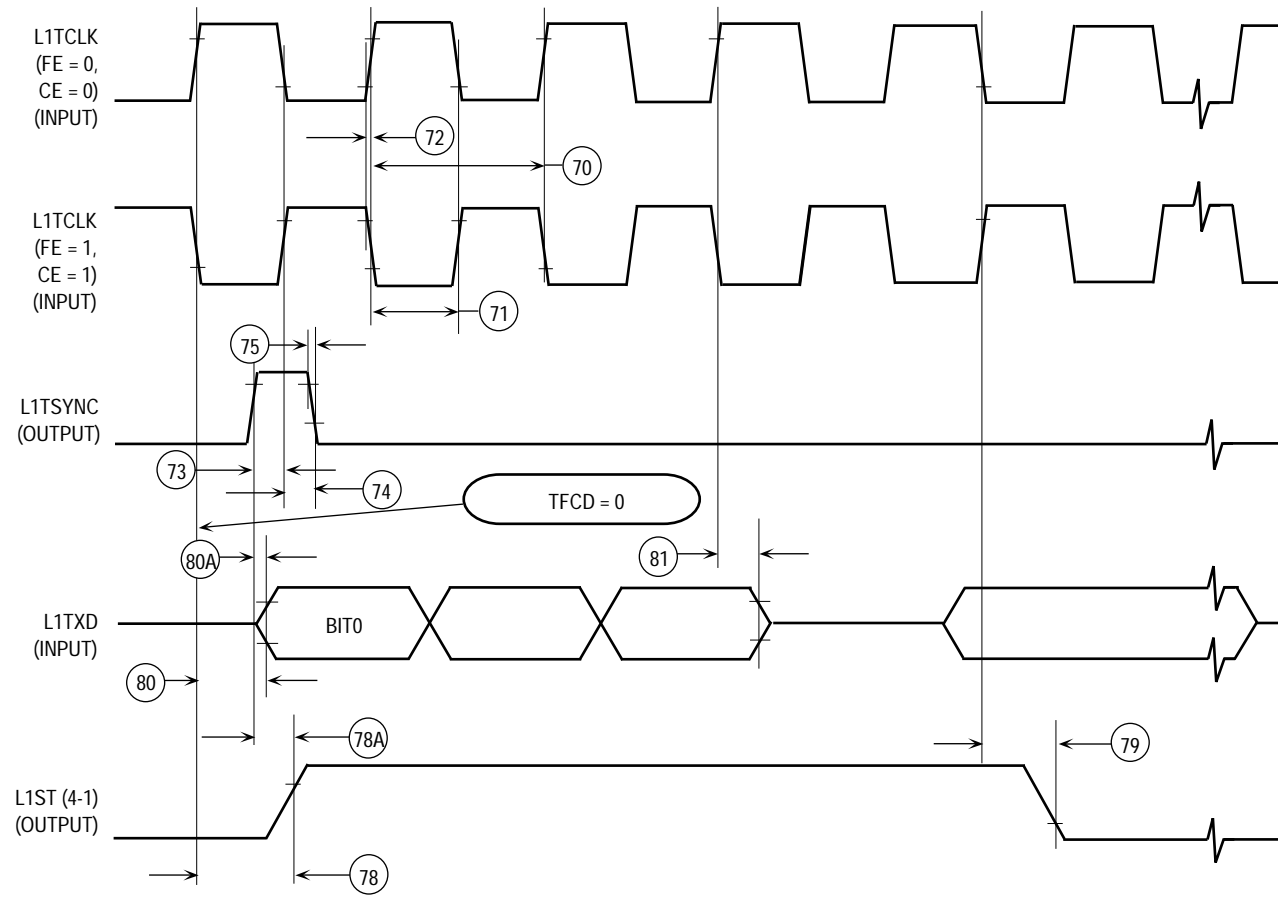 L1TCLK
(FE = 0,
CE = 0)
(INPUT)
72
70
L1TCLK
(FE = 1,
CE = 1)
(INPUT)
71
75
L1TSYNC
(OUTPUT)
73
74
TFCD = 0
80A
81
L1TXD
(INPUT)
BIT0
80
78A
79
L1ST (4-1)
(OUTPUT)
78